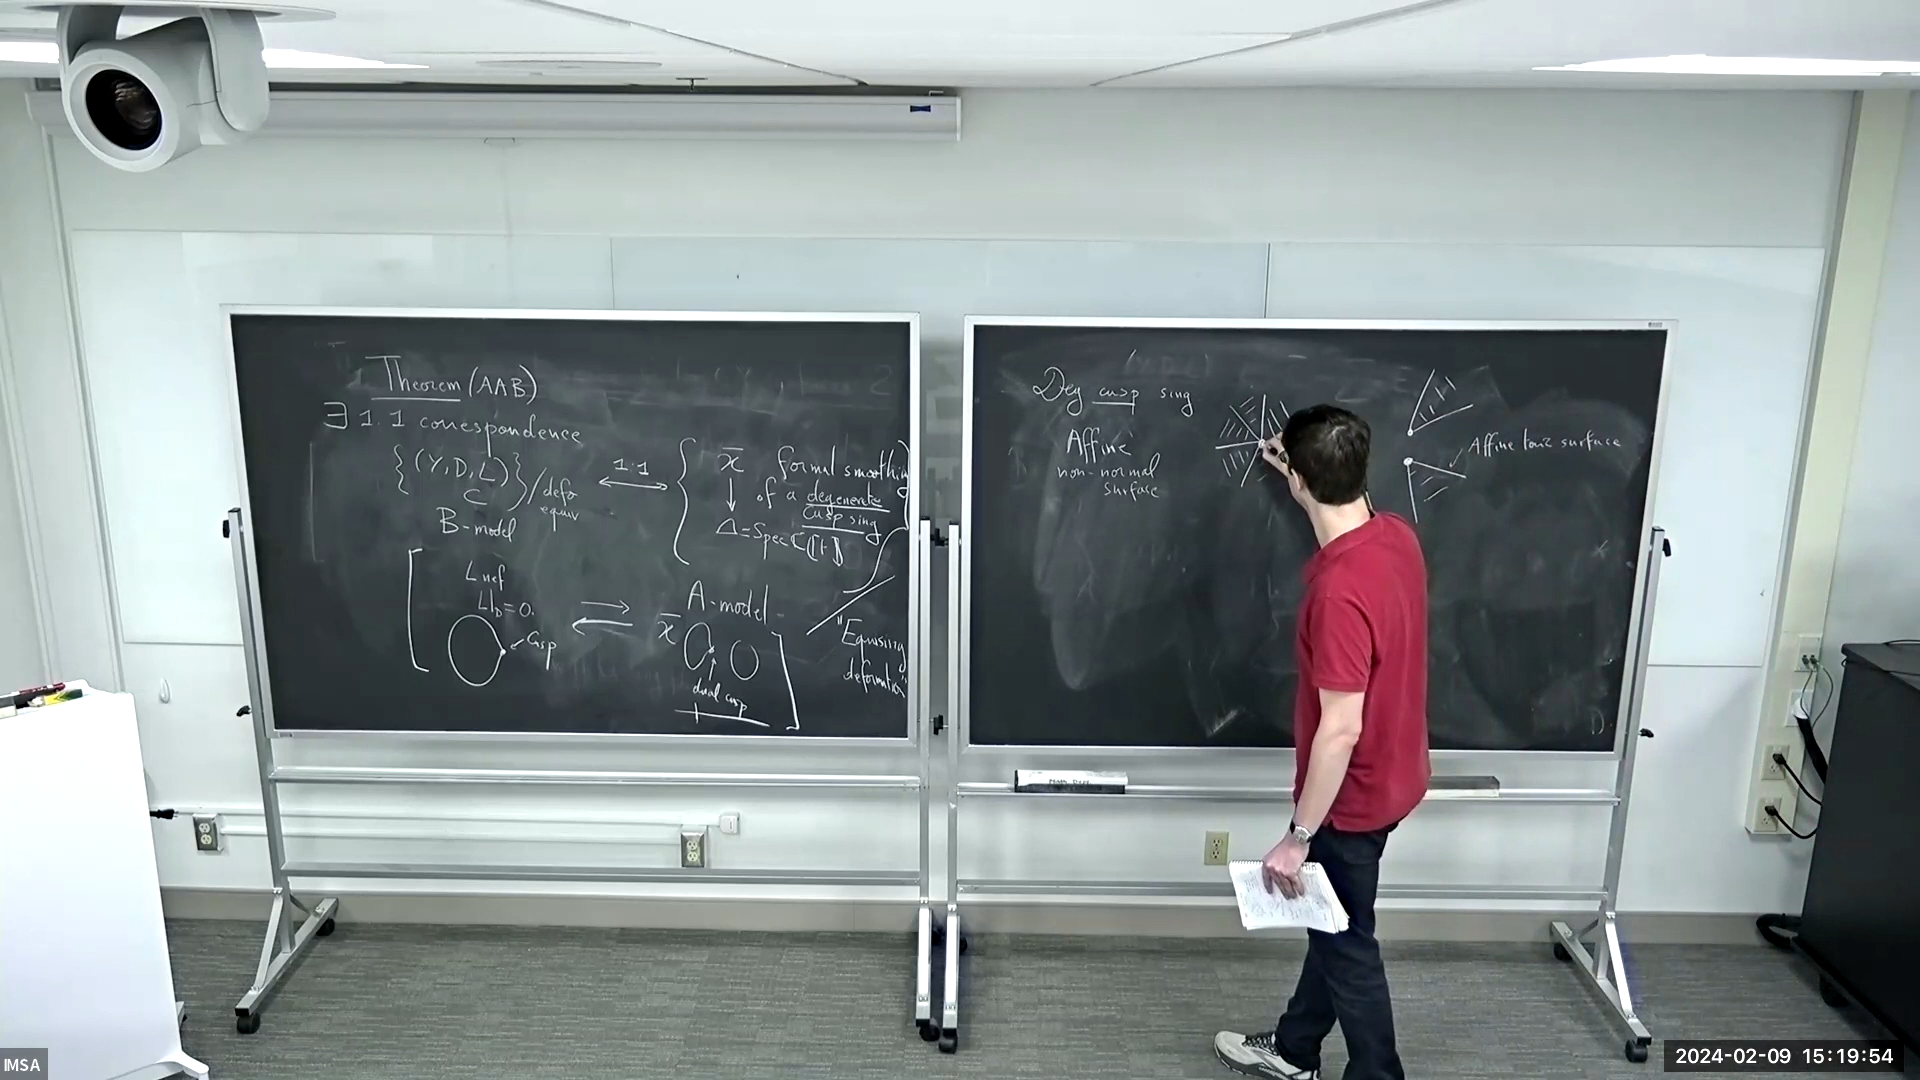 Theorem (AAB)
∃ 1.1 correspondence
{(Y,D,L)}/defo equiv
C
B-model
1:1
X̄ formal smoothing
↓ of a degenerate
cusp sing
Δ = Spec C[[t]]
L nef
L|_D = 0.
Cusp
A-model
X̄
dual cusp
"Equising
deformation"
Deg cusp sing
Affine
non-normal
surface
Affine toric surface
D
IMSA
2024-02-09 15:19:54